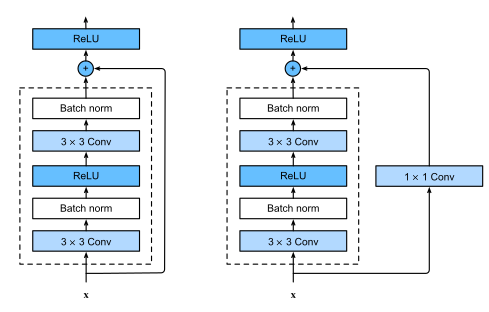 ReLU
+
Batch norm
3 × 3 Conv
ReLU
Batch norm
3 × 3 Conv
x
ReLU
+
Batch norm
3 × 3 Conv
ReLU
1 × 1 Conv
Batch norm
3 × 3 Conv
x